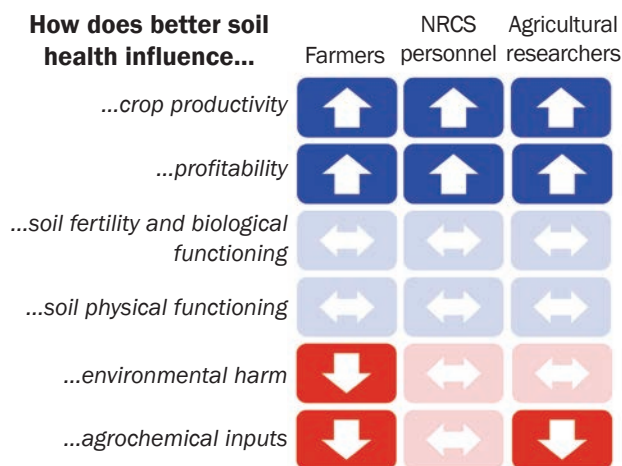 How does better soil
health influence...
Farmers
NRCS
personnel
Agricultural
researchers
...crop productivity
...profitability
...soil fertility and biological
functioning
...soil physical functioning
...environmental harm
...agrochemical inputs